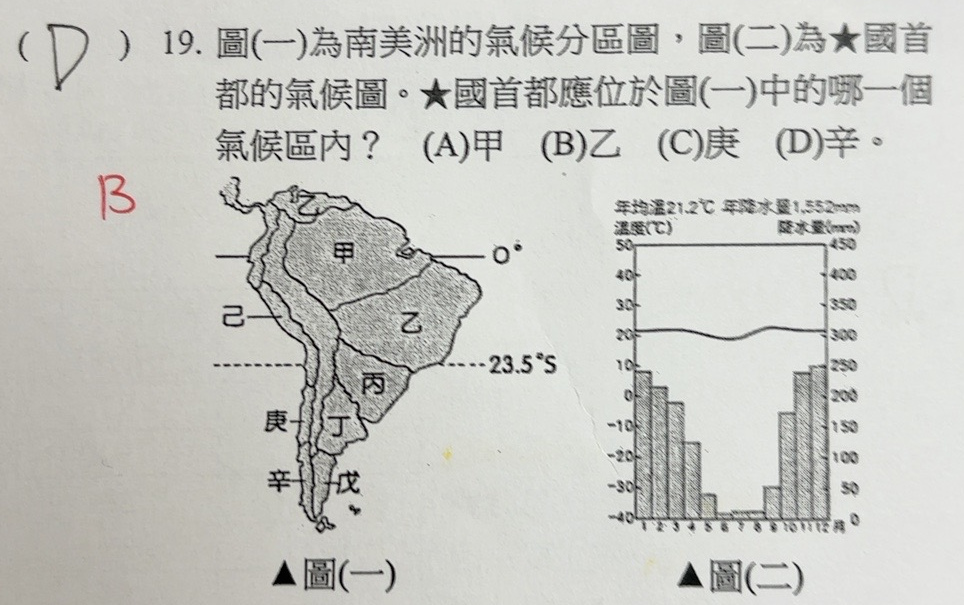 ( D ) 19. 圖(一)為南美洲的氣候分區圖，圖(二)為★國首
都的氣候圖。★國首都應位於圖(一)中的哪一個
氣候區內？ (A)甲 (B)乙 (C)庚 (D)辛。
B
乙
甲
0°
己
乙
23.5°S
丙
庚
丁
辛
戊
▲圖(一)
年均溫21.2℃ 年降水量1,552mm
溫度(℃) 降水量(mm)
50 450
40 400
30 350
20 300
10 250
0 200
-10 150
-20 100
-30 50
-40 0
1 2 3 4 5 6 7 8 9 10 11 12 月
▲圖(二)